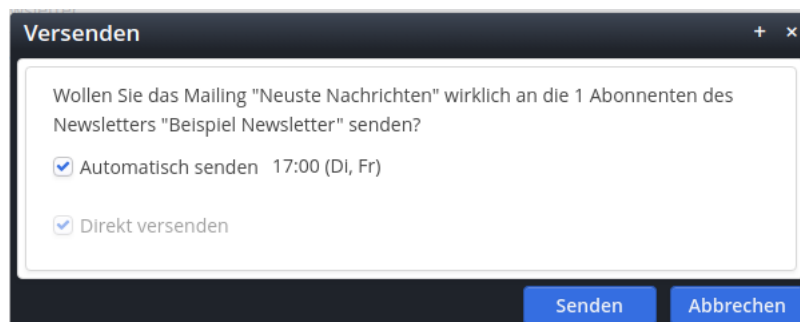 Versenden + ×
Wollen Sie das Mailing "Neuste Nachrichten" wirklich an die 1 Abonnenten des
Newsletters "Beispiel Newsletter" senden?
Automatisch senden 17:00 (Di, Fr)
Direkt versenden
Senden Abbrechen